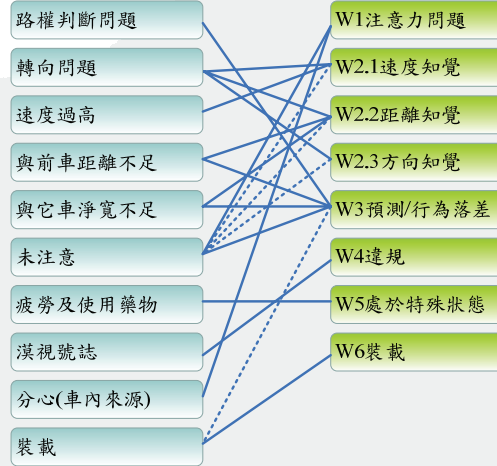 路權判斷問題
轉向問題
速度過高
與前車距離不足
與它車淨寬不足
未注意
疲勞及使用藥物
漠視號誌
分心(車內來源)
裝載
W1注意力問題
W2.1速度知覺
W2.2距離知覺
W2.3方向知覺
W3預測/行為落差
W4違規
W5處於特殊狀態
W6裝載